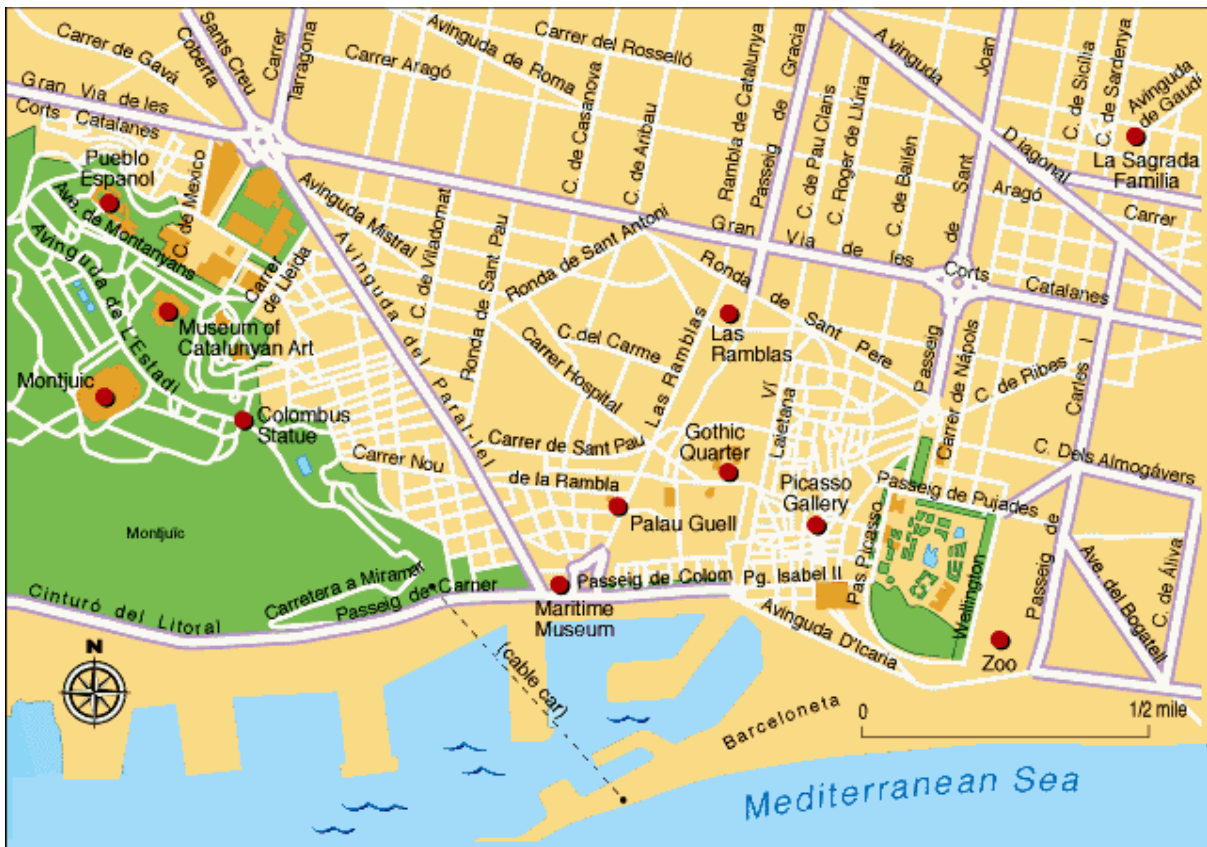 Carrer de Gavá
Sants Creu
Coberta
Carrer
Tarragona
Avinguda de Roma
Carrer del Rosselló
Carrer Aragó
C. de Casanova
C. de Aribau
Rambla de Catalunya
Passeig de Gracia
C. de Pau Clans
C. Roger de Llúria
C. de Bailén
Passeig de Sant Joan
Avinguda Diagonal
C. de Sicilia
C. de Sardenya
Avinguda
de Gaudí
La Sagrada
Familia
Aragó Carrer
Gran Via de les
Corts Catalanes
Pueblo
Espanol
C. de Mexico
Ave. de Montanyans
Avinguda de L'Estadi
Carrer
de Lleida
Avinguda Mistral
Avinguda del Paral-lel
C. de Viladomat
Ronda de Sant Pau
Ronda de Sant Antoni
Gran Via de les Corts Catalanes
Ronda de Sant Pere
Museum of
Catalunyan Art
C.del Carme
Carrer Hospital
Las Ramblas
Las
Ramblas
Vi Laietana
Carrer de Nápols
C. de Ribes
Passeig de Carles I
Montjuic
Colombus
Statue
Carrer Nou
Carrer de Sant Pau
Gothic
Quarter
de la Rambla
Palau Guell
Picasso
Gallery
Passeig de Pujades
C. Dels Almogávers
Pas Picasso
Wellington
Ave. del Bogatell
C. de Áliva
Montjuïc
Carretera a Miramar
Passeig de Carner
Passeig de Colom
Pg. Isabel II
Maritime
Museum
Avinguda D'Icaria
Zoo
Cinturó del Litoral
N
(cable car)
Barceloneta
0 1/2 mile
Mediterranean Sea